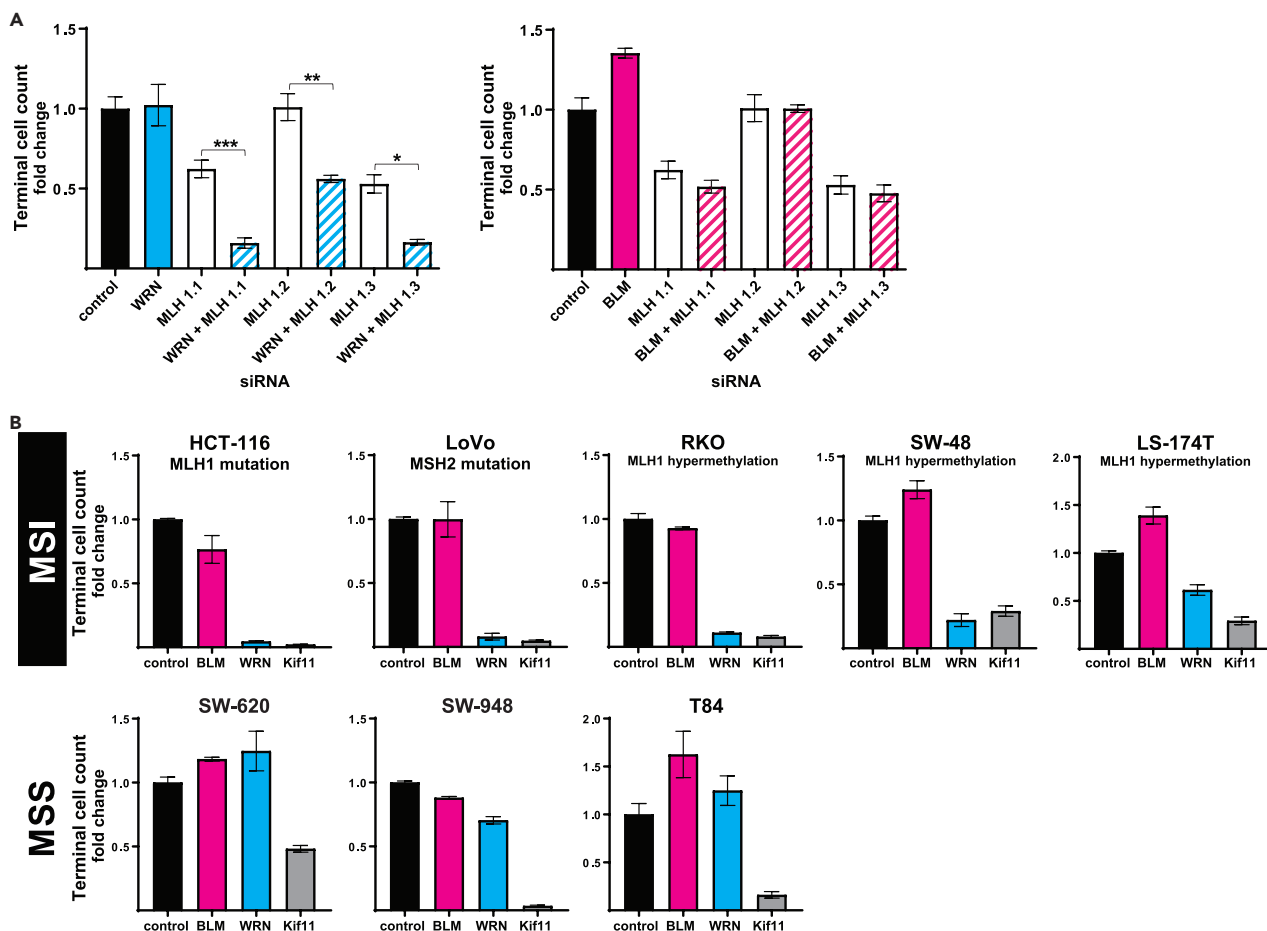 A
Terminal cell count
fold change
1.5
1.0
0.5
***
**
*
control
WRN
MLH 1.1
WRN + MLH 1.1
MLH 1.2
WRN + MLH 1.2
MLH 1.3
WRN + MLH 1.3
siRNA
Terminal cell count
fold change
1.5
1.0
0.5
control
BLM
MLH 1.1
BLM + MLH 1.1
MLH 1.2
BLM + MLH 1.2
MLH 1.3
BLM + MLH 1.3
siRNA
B
MSI
Terminal cell count
fold change
HCT-116
MLH1 mutation
1.5
1.0
0.5
control BLM WRN Kif11
LoVo
MSH2 mutation
1.5
1.0
0.5
control BLM WRN Kif11
RKO
MLH1 hypermethylation
1.5
1.0
0.5
control BLM WRN Kif11
SW-48
MLH1 hypermethylation
1.5
1.0
0.5
control BLM WRN Kif11
LS-174T
MLH1 hypermethylation
2.0
1.5
1.0
0.5
control BLM WRN Kif11
MSS
Terminal cell count
fold change
SW-620
1.5
1.0
0.5
control BLM WRN Kif11
SW-948
1.5
1.0
0.5
control BLM WRN Kif11
T84
2.0
1.5
1.0
0.5
control BLM WRN Kif11